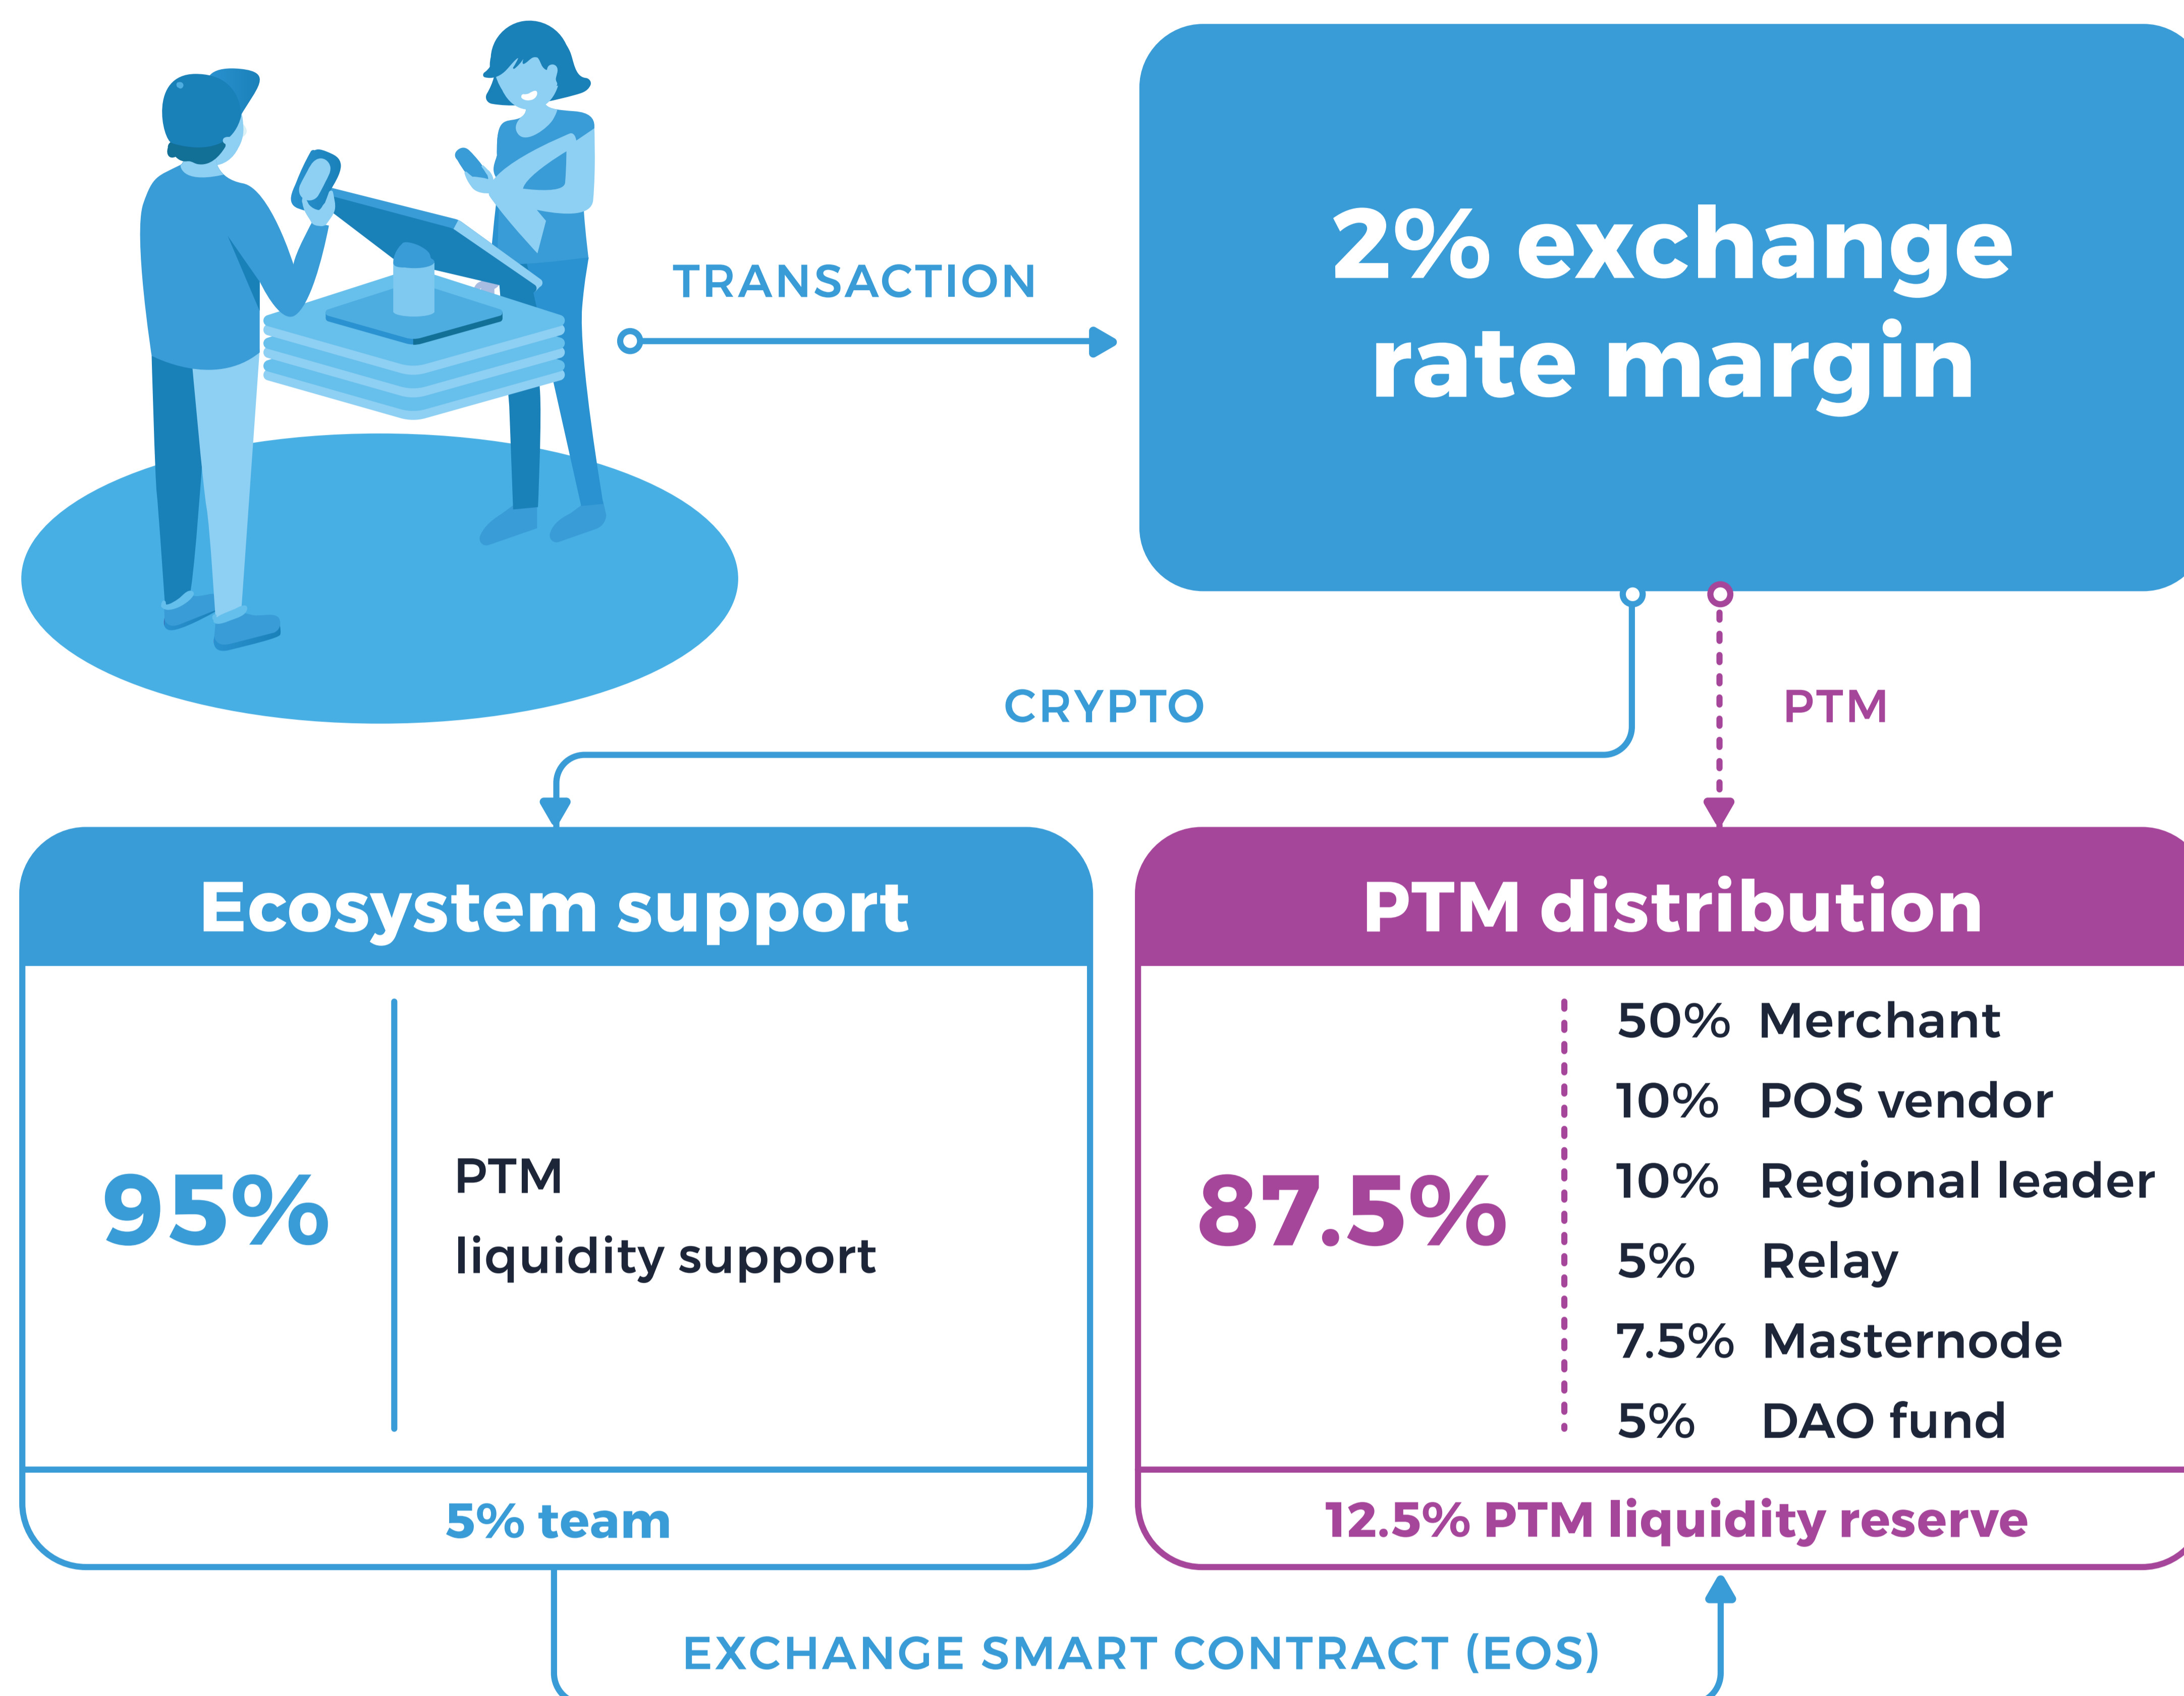 TRANSACTION
2% exchange
rate margin
CRYPTO
PTM
Ecosystem support
95%
PTM
liquidity support
5% team
PTM distribution
87.5%
50% Merchant
10% POS vendor
10% Regional leader
5% Relay
7.5% Masternode
5% DAO fund
12.5% PTM liquidity reserve
EXCHANGE SMART CONTRACT (EOS)